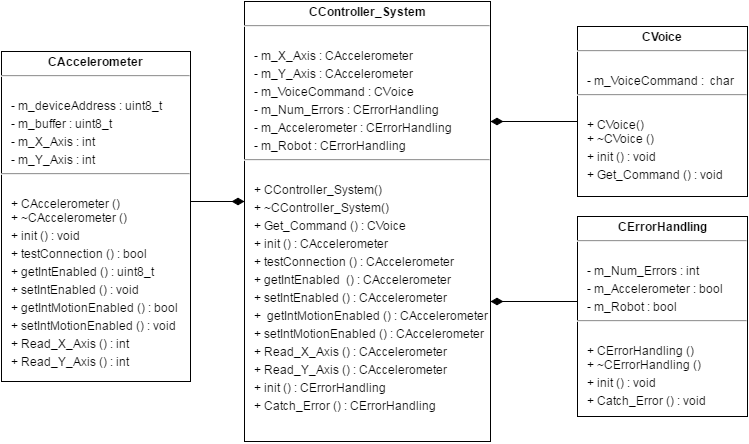 CAccelerometer
- m_deviceAddress : uint8_t
- m_buffer : uint8_t
- m_X_Axis : int
- m_Y_Axis : int
+ CAccelerometer ()
+ ~CAccelerometer ()
+ init () : void
+ testConnection () : bool
+ getIntEnabled () : uint8_t
+ setIntEnabled () : void
+ getIntMotionEnabled () : bool
+ setIntMotionEnabled () : void
+ Read_X_Axis () : int
+ Read_Y_Axis () : int
CController_System
- m_X_Axis : CAccelerometer
- m_Y_Axis : CAccelerometer
- m_VoiceCommand : CVoice
- m_Num_Errors : CErrorHandling
- m_Accelerometer : CErrorHandling
- m_Robot : CErrorHandling
+ CController_System()
+ ~CController_System()
+ Get_Command () : CVoice
+ init () : CAccelerometer
+ testConnection () : CAccelerometer
+ getIntEnabled () : CAccelerometer
+ setIntEnabled () : CAccelerometer
+ getIntMotionEnabled () : CAccelerometer
+ setIntMotionEnabled () : CAccelerometer
+ Read_X_Axis () : CAccelerometer
+ Read_Y_Axis () : CAccelerometer
+ init () : CErrorHandling
+ Catch_Error () : CErrorHandling
CVoice
- m_VoiceCommand : char
+ CVoice()
+ ~CVoice ()
+ init () : void
+ Get_Command () : void
CErrorHandling
- m_Num_Errors : int
- m_Accelerometer : bool
- m_Robot : bool
+ CErrorHandling ()
+ ~CErrorHandling ()
+ init () : void
+ Catch_Error () : void